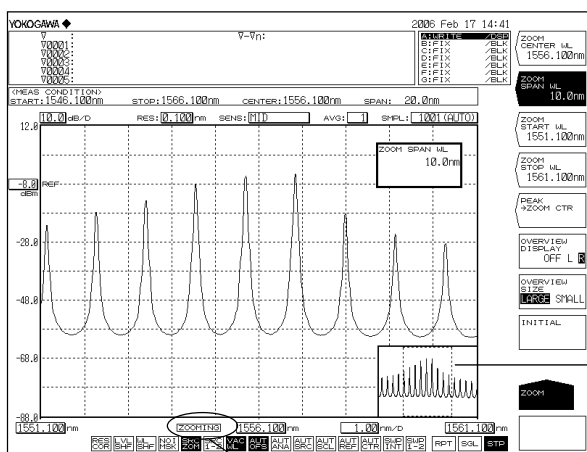 YOKOGAWA ◆
2006 Feb 17 14:41
∇
∇0001:
∇0002:
∇0003:
∇0004:
∇0005:
∇-∇n:
A:WRITE /DSP
B:FIX /BLK
C:FIX /BLK
D:FIX /BLK
E:FIX /BLK
F:FIX /BLK
G:FIX /BLK
<MEAS CONDITION>
START:1546.100nm STOP:1566.100nm CENTER:1556.100nm SPAN: 20.0nm
10.0 dB/D RES: 0.100 nm SENS: MID AVG: 1 SMPL: 1001(AUTO)
12.0
-8.0 REF
dBm
-28.0
-48.0
-68.0
-88.0
ZOOM SPAN WL
10.0nm
1551.100nm ZOOMING 1556.100nm 1.00nm/D 1561.100nm
RES COR
LVL SHF
WL SHF
NOI MSK
ZOM
1-2
VAC WL
AUT OFS
AUT ANA
AUT SRC
AUT SCL
AUT REF
AUT CTR
SWP INT
SWP 1-2
RPT
SGL
STP
ZOOM
CENTER WL
1556.100nm
ZOOM
SPAN WL
10.0nm
ZOOM
START WL
1551.100nm
ZOOM
STOP WL
1561.100nm
PEAK
→ZOOM CTR
OVERVIEW
DISPLAY
OFF L R
OVERVIEW
SIZE
LARGE SMALL
INITIAL
ZOOM